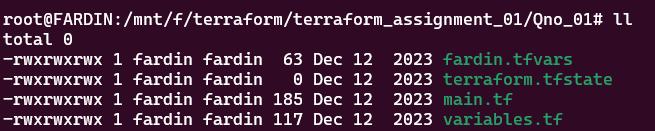 root@FARDIN:/mnt/f/terraform/terraform_assignment_01/Qno_01# ll
total 0
-rwxrwxrwx 1 fardin fardin  63 Dec 12  2023 fardin.tfvars
-rwxrwxrwx 1 fardin fardin   0 Dec 12  2023 terraform.tfstate
-rwxrwxrwx 1 fardin fardin 185 Dec 12  2023 main.tf
-rwxrwxrwx 1 fardin fardin 117 Dec 12  2023 variables.tf